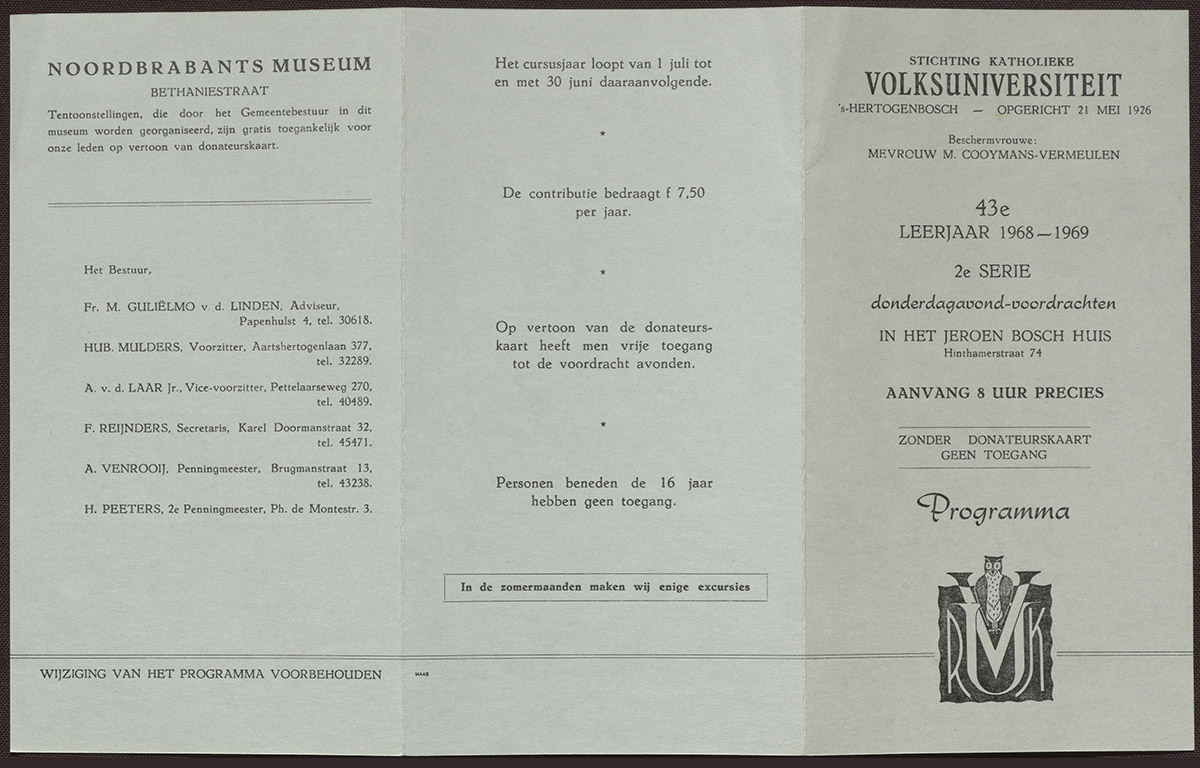 NOORDBRABANTS MUSEUM
BETHANIESTRAAT
Tentoonstellingen, die door het Gemeentebestuur in dit
museum worden georganiseerd, zijn gratis toegankelijk voor
onze leden op vertoon van donateurskaart.
Het Bestuur,
Fr. M. GULIËLMO v d. LINDEN, Adviseur,
Papenhulst 4, tel. 30618.
HUB. MULDERS, Voorzitter, Aartshertogenlaan 377,
tel. 32289.
A. v. d. LAAR Jr., Vice-voorzitter, Pettelaarseweg 270,
tel. 40489.
F. REIJNDERS, Secretaris, Karel Doormanstraat 32,
tel. 45471.
A. VENROOIJ, Penningmeester, Brugmanstraat 13,
tel. 43238.
H. PEETERS, 2e Penningmeester, Ph. de Montestr. 3.
WIJZIGING VAN HET PROGRAMMA VOORBEHOUDEN
Het cursusjaar loopt van 1 juli tot
en met 30 juni daaraanvolgende.
*
De contributie bedraagt f 7,50
per jaar.
*
Op vertoon van de donateurs-
kaart heeft men vrije toegang
tot de voordracht avonden.
*
Personen beneden de 16 jaar
hebben geen toegang.
In de zomermaanden maken wij enige excursies
MAAS
STICHTING KATHOLIEKE
VOLKSUNIVERSITEIT
's-HERTOGENBOSCH — OPGERICHT 21 MEI 1926
Beschermvrouwe:
MEVROUW M. COOYMANS-VERMEULEN
43e
LEERJAAR 1968—1969
2e SERIE
donderdagavond-voordrachten
IN HET JEROEN BOSCH HUIS
Hinthamerstraat 74
AANVANG 8 UUR PRECIES
ZONDER DONATEURSKAART
GEEN TOEGANG
Programma
R VU K